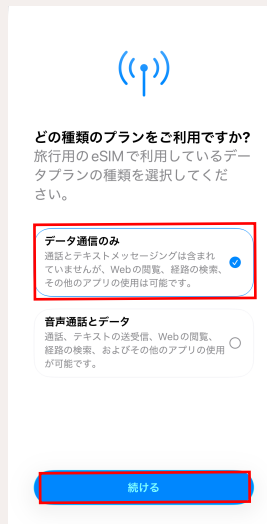 どの種類のプランをご利用ですか?
旅行用のeSIMで利用しているデー
タプランの種類を選択してくだ
さい。
データ通信のみ
通話とテキストメッセージングは含まれ
ていませんが、Webの閲覧、経路の検索、
その他のアプリの使用は可能です。
音声通話とデータ
通話、テキストの送受信、Webの閲覧、
経路の検索、およびその他のアプリの使用
が可能です。
続ける